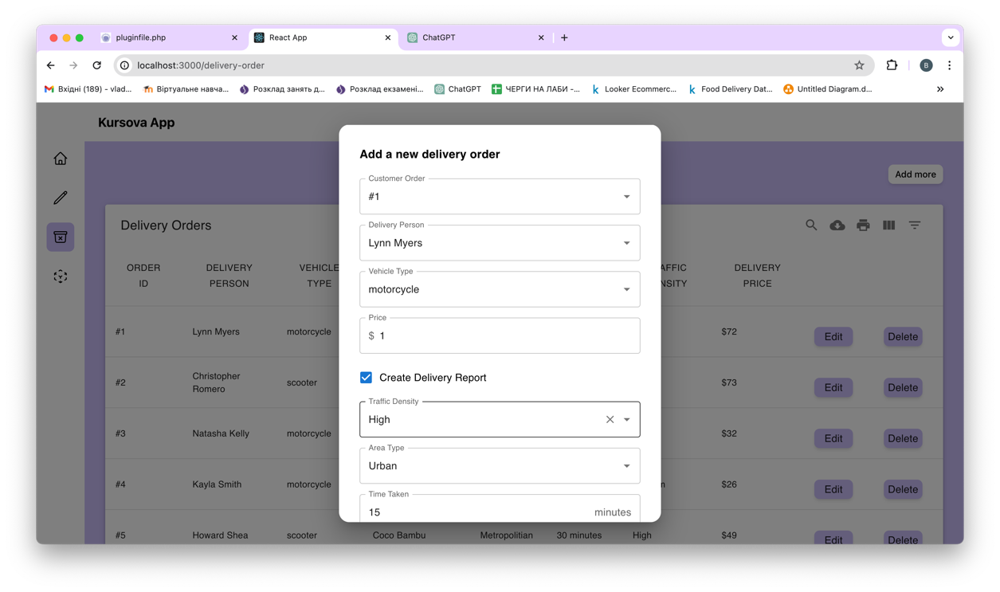 pluginfile.php
React App
ChatGPT
localhost:3000/delivery-order
B
Вхідні (189) – vlad...
Віртуальне навча...
Розклад занять д...
Розклад екзамені...
ChatGPT
ЧЕРГИ НА ЛАБИ –...
Looker Ecommerc...
Food Delivery Dat...
Untitled Diagram.d...
Kursova App
Add more
Delivery Orders
ORDER ID
DELIVERY PERSON
VEHICLE TYPE
DELIVERY PRICE
#1 Lynn Myers motorcycle $72 Edit Delete
#2 Christopher Romero scooter $73 Edit Delete
#3 Natasha Kelly motorcycle $32 Edit Delete
#4 Kayla Smith motorcycle $26 Edit Delete
#5 Howard Shea scooter Coco Bambu Metropolitian 30 minutes High $49 Edit Delete
Add a new delivery order
Customer Order
#1
Delivery Person
Lynn Myers
Vehicle Type
motorcycle
Price
$ 1
Create Delivery Report
Traffic Density
High
Area Type
Urban
Time Taken
15 minutes